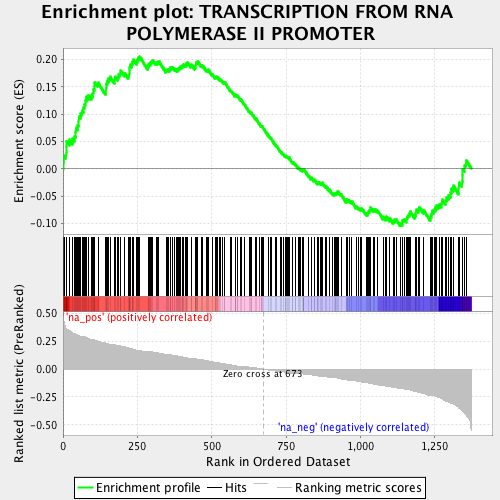 Enrichment plot: TRANSCRIPTION FROM RNA
POLYMERASE II PROMOTER
Enrichment score (ES)
0.20
0.15
0.10
0.05
0.00
-0.05
-0.10
Ranked list metric (PreRanked)
0.50
0.25
0.00
-0.25
-0.50
'na_pos' (positively correlated)
Zero cross at 673
'na_neg' (negatively correlated)
0
250
500
750
1,000
1,250
Rank in Ordered Dataset
Enrichment profile
Hits
Ranking metric scores